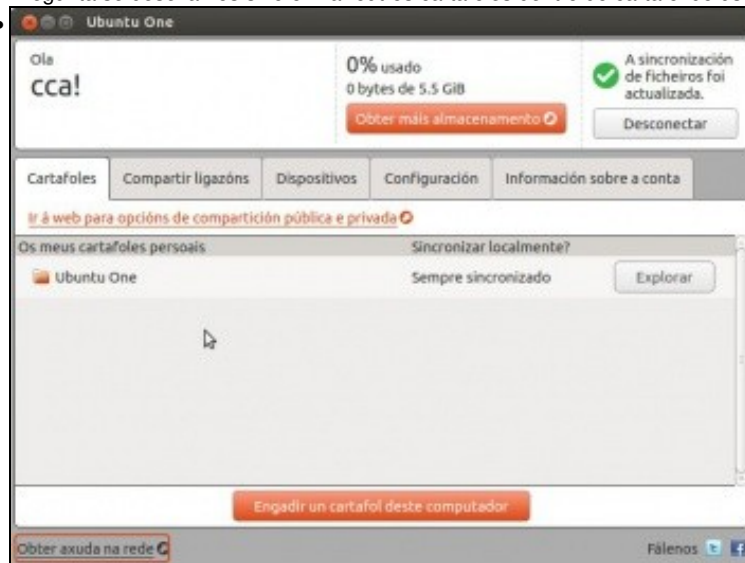 Ubuntu One
Ola
cca!
0% usado
0 bytes de 5.5 GiB
Obter máis almacenamento
A sincronización
de ficheiros foi
actualizada.
Desconectar
Cartafoles
Compartir ligazóns
Dispositivos
Configuración
Información sobre a conta
Ir á web para opcións de compartición pública e privada
Os meus cartafoles persoais
Sincronizar localmente?
Ubuntu One
Sempre sincronizado
Explorar
Engadir un cartafol deste computador
Obter axuda na rede
Fálenos